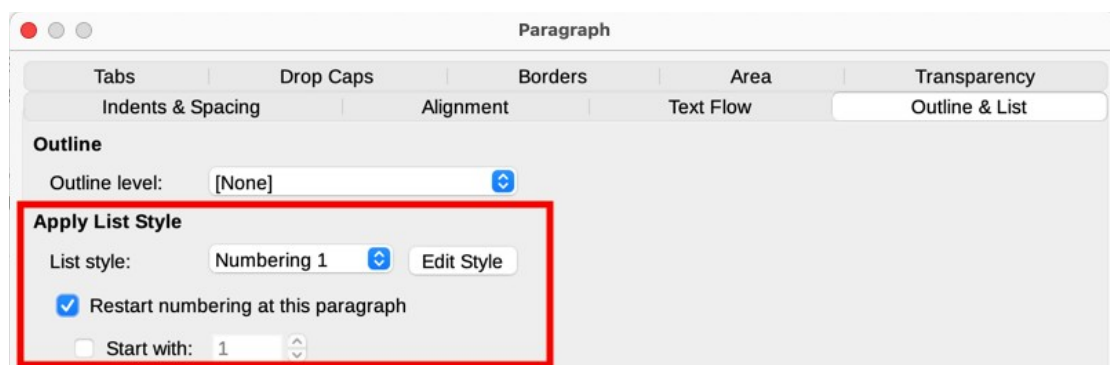 Paragraph
Tabs Drop Caps Borders Area Transparency
Indents & Spacing Alignment Text Flow Outline & List
Outline
Outline level: [None]
Apply List Style
List style: Numbering 1 Edit Style
Restart numbering at this paragraph
Start with: 1